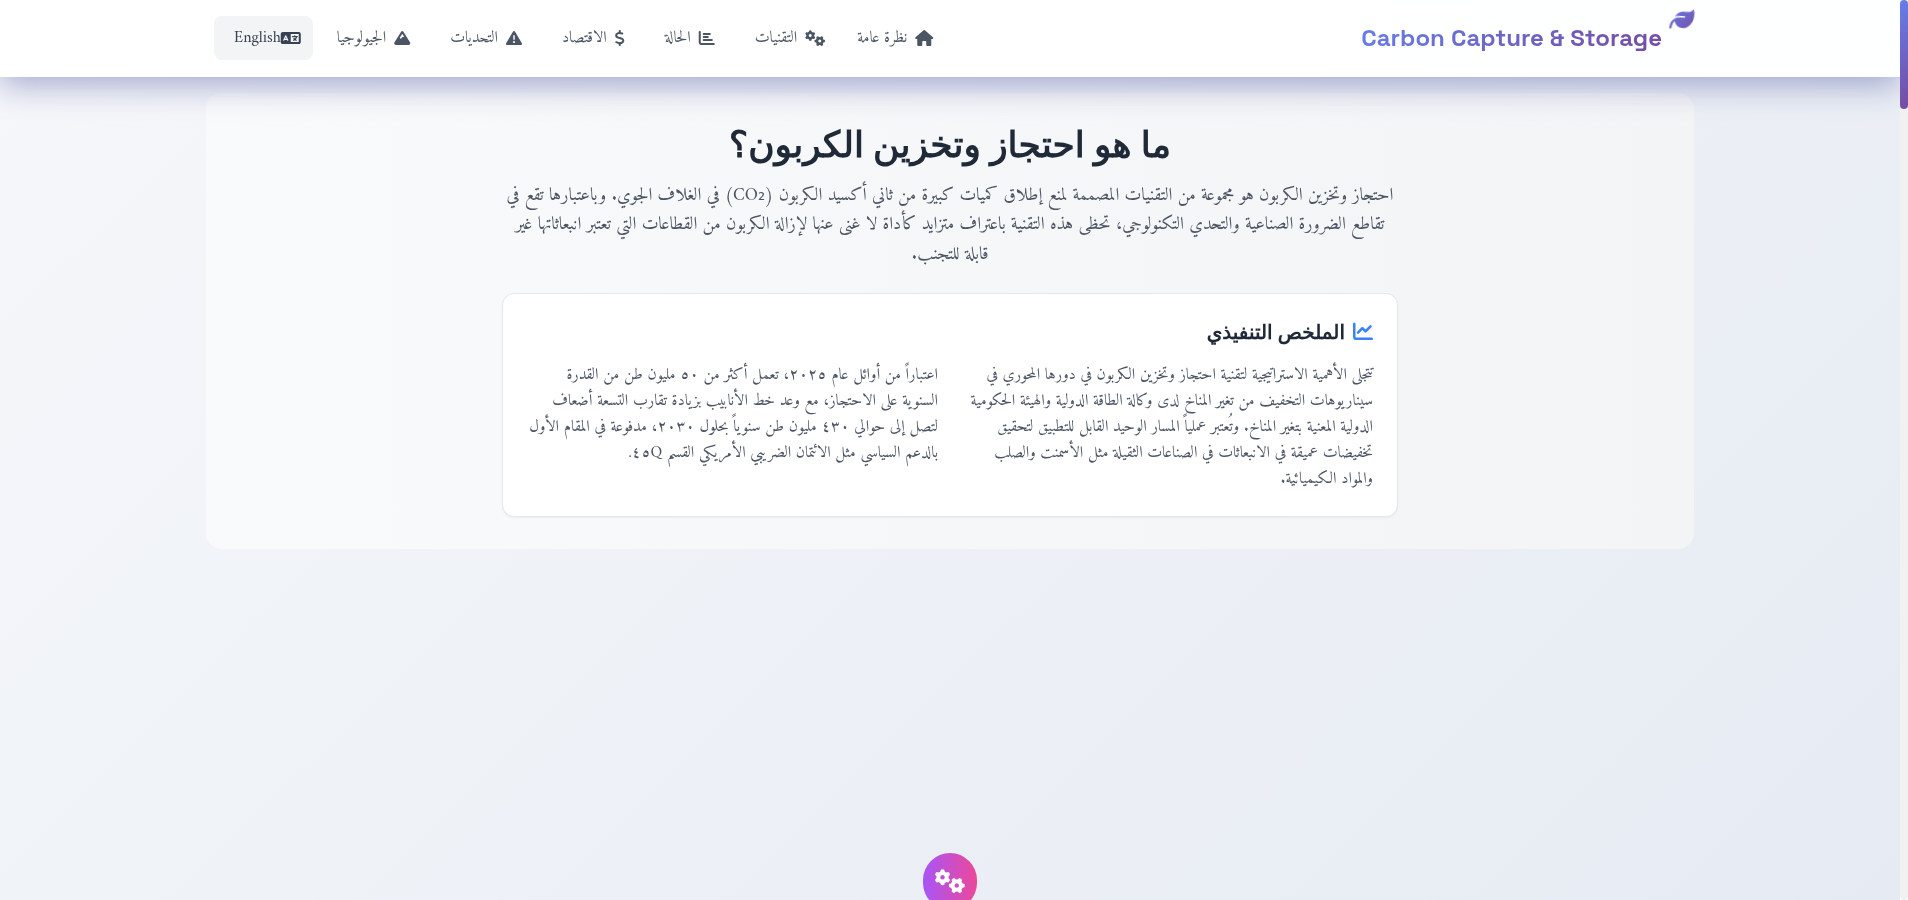 Carbon Capture & Storage
نظرة عامة
التقنيات
الحالة
الاقتصاد
التحديات
الجيولوجيا
English
ما هو احتجاز وتخزين الكربون؟
احتجاز وتخزين الكربون هو مجموعة من التقنيات المصممة لمنع إطلاق كميات كبيرة من ثاني أكسيد الكربون (CO₂) في الغلاف الجوي. وباعتبارها تقع في
تقاطع الضرورة الصناعية والتحدي التكنولوجي، تحظى هذه التقنية باعتراف متزايد كأداة لا غنى عنها لإزالة الكربون من القطاعات التي تعتبر انبعاثاتها غير
قابلة للتجنب.
الملخص التنفيذي
تتجلى الأهمية الاستراتيجية لتقنية احتجاز وتخزين الكربون في دورها المحوري في
سيناريوهات التخفيف من تغير المناخ لدى وكالة الطاقة الدولية والهيئة الحكومية
الدولية المعنية بتغير المناخ. وتُعتبر عملياً المسار الوحيد القابل للتطبيق لتحقيق
تخفيضات عميقة في الانبعاثات في الصناعات الثقيلة مثل الأسمنت والصلب
والمواد الكيميائية.
اعتباراً من أوائل عام ٢٠٢٥، تعمل أكثر من ٥٠ مليون طن من القدرة
السنوية على الاحتجاز، مع وعد خط الأنابيب بزيادة تقارب التسعة أضعاف
لتصل إلى حوالي ٤٣٠ مليون طن سنوياً بحلول ٢٠٣٠، مدفوعة في المقام الأول
بالدعم السياسي مثل الائتمان الضريبي الأمريكي القسم ٤٥Q.